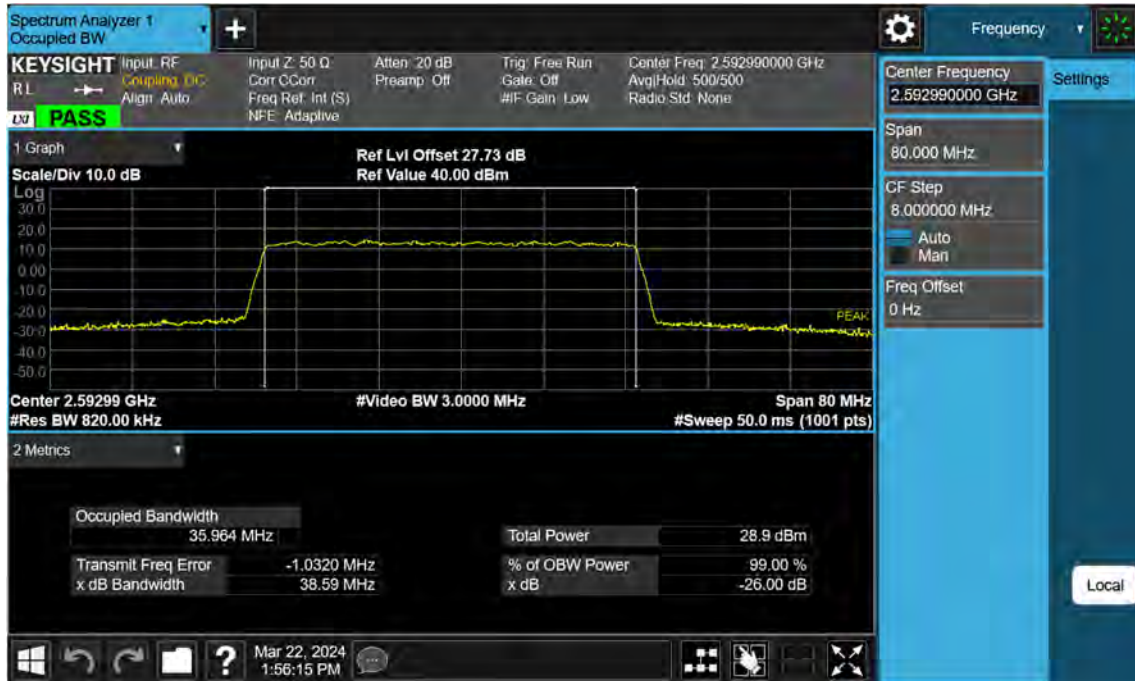 Spectrum Analyzer 1
Occupied BW
+
Frequency
KEYSIGHT
RL
LXI PASS
Input: RF
Coupling: DC
Align: Auto
Input Z: 50 Ω
Corr CCorr
Freq Ref: Int (S)
NFE: Adaptive
Atten: 20 dB
Preamp: Off
Trig: Free Run
Gate: Off
#IF Gain: Low
Center Freq: 2.592990000 GHz
Avg|Hold: 500/500
Radio Std: None
Center Frequency
2.592990000 GHz
Settings
Span
80.000 MHz
CF Step
8.000000 MHz
Auto
Man
Freq Offset
0 Hz
Local
1 Graph
Scale/Div 10.0 dB
Ref Lvl Offset 27.73 dB
Ref Value 40.00 dBm
Log
30.0
20.0
10.0
0.00
-10.0
-20.0
-30.0
-40.0
-50.0
PEAK
Center 2.59299 GHz
#Video BW 3.0000 MHz
Span 80 MHz
#Res BW 820.00 kHz
#Sweep 50.0 ms (1001 pts)
2 Metrics
Occupied Bandwidth
35.964 MHz
Total Power 28.9 dBm
Transmit Freq Error -1.0320 MHz
% of OBW Power 99.00 %
x dB Bandwidth 38.59 MHz
x dB -26.00 dB
?
Mar 22, 2024
1:56:15 PM